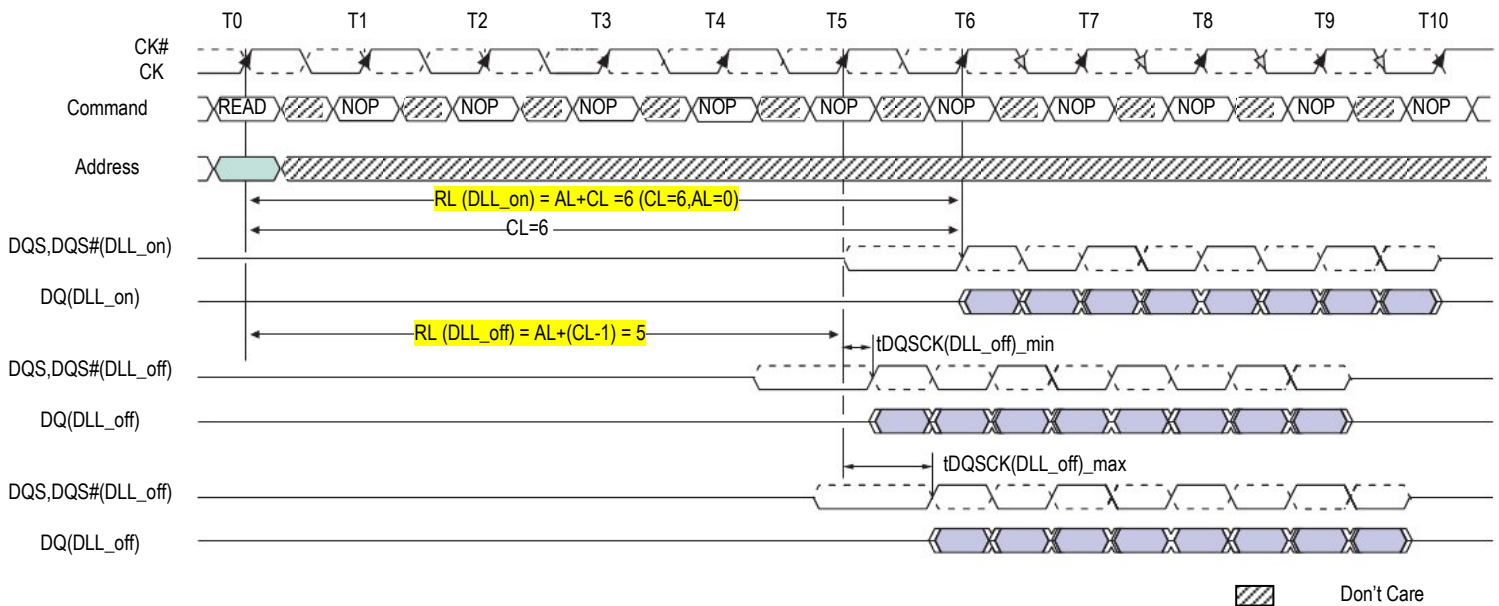 T0 T1 T2 T3 T4 T5 T6 T7 T8 T9 T10
CK#
CK
Command READ NOP NOP NOP NOP NOP NOP NOP NOP NOP NOP
Address
RL (DLL_on) = AL+CL =6 (CL=6,AL=0)
CL=6
DQS,DQS#(DLL_on)
DQ(DLL_on)
RL (DLL_off) = AL+(CL-1) = 5
tDQSCK(DLL_off)_min
DQS,DQS#(DLL_off)
DQ(DLL_off)
tDQSCK(DLL_off)_max
DQS,DQS#(DLL_off)
DQ(DLL_off)
Don't Care